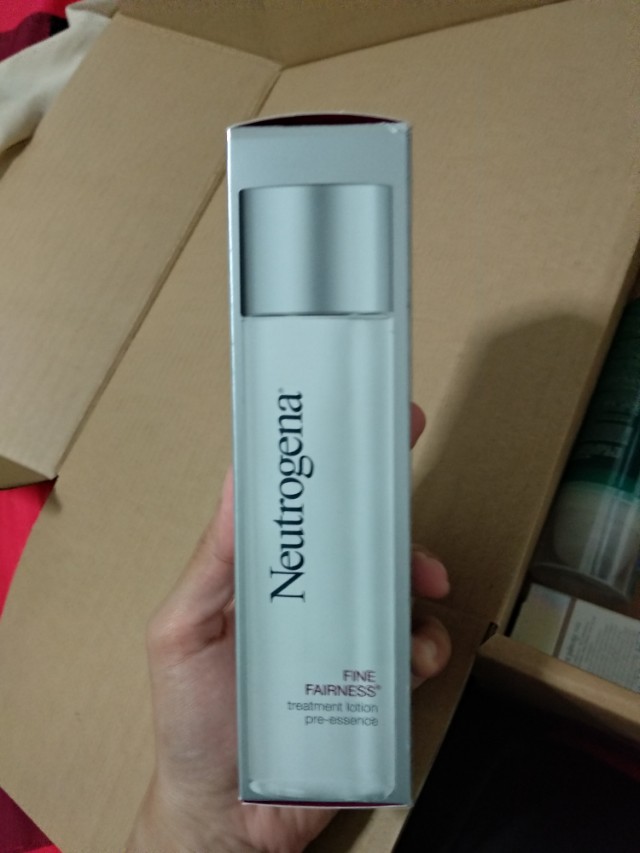 Neutrogena®
FINE
FAIRNESS®
treatment lotion
pre-essence